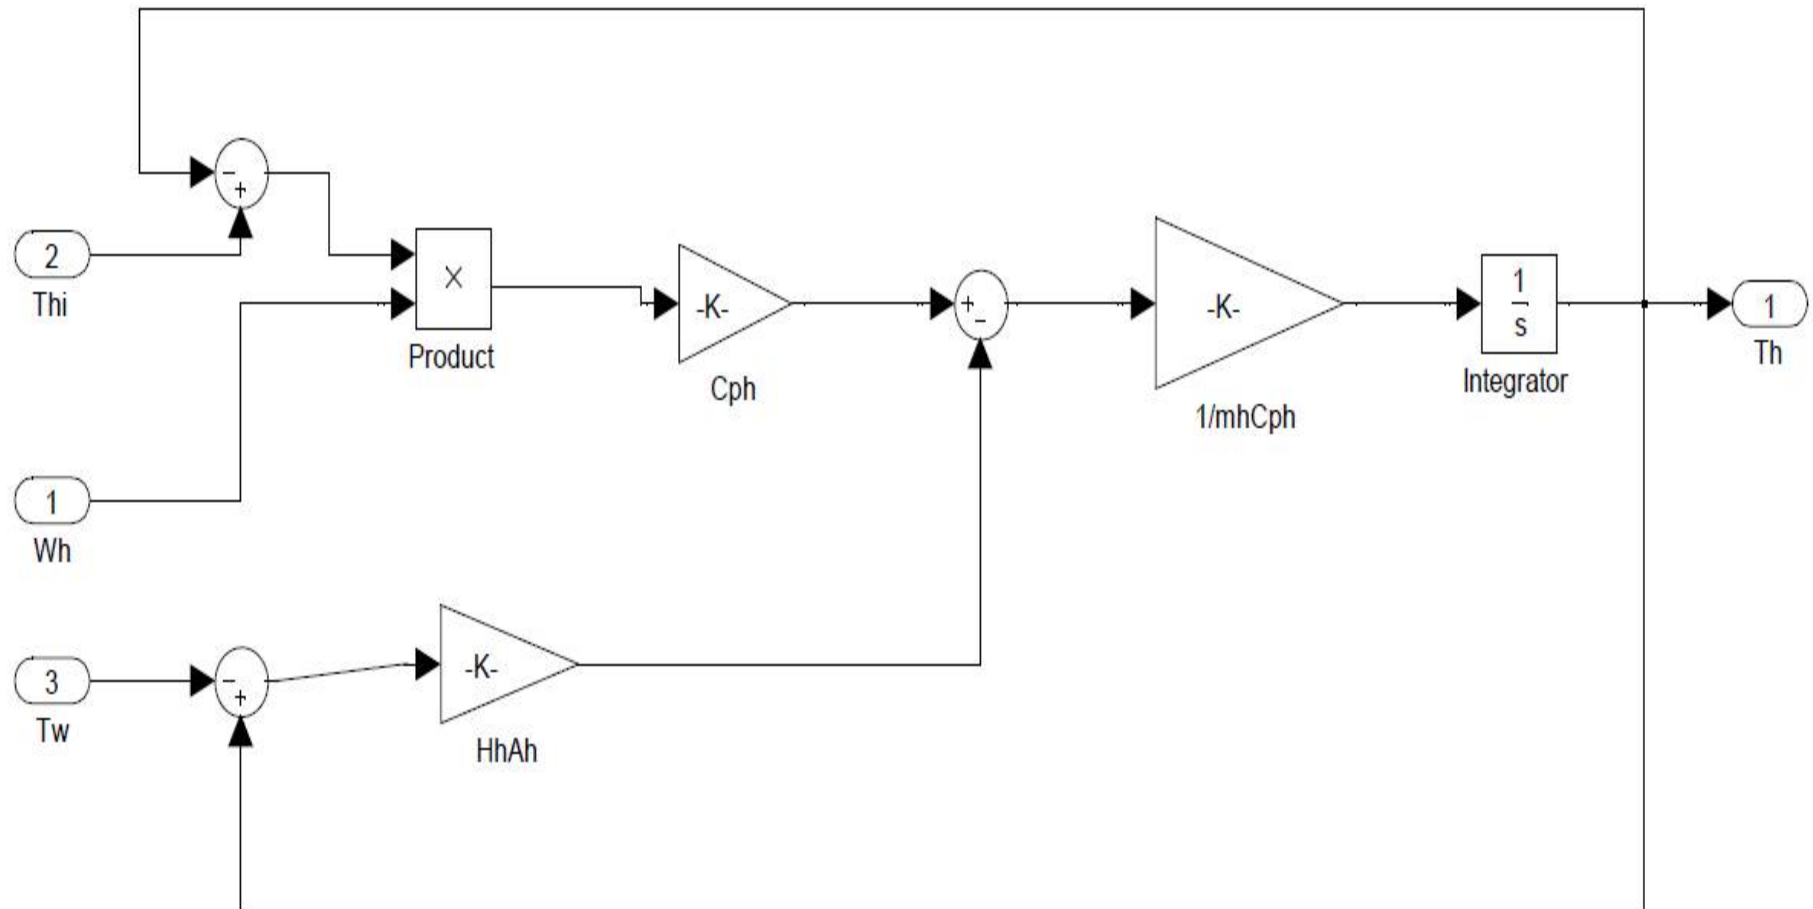 -
+
2
Thi
X
Product
-K-
Cph
+
-
-K-
1/mhCph
1
s
Integrator
1
Th
1
Wh
3
Tw
-
+
-K-
HhAh